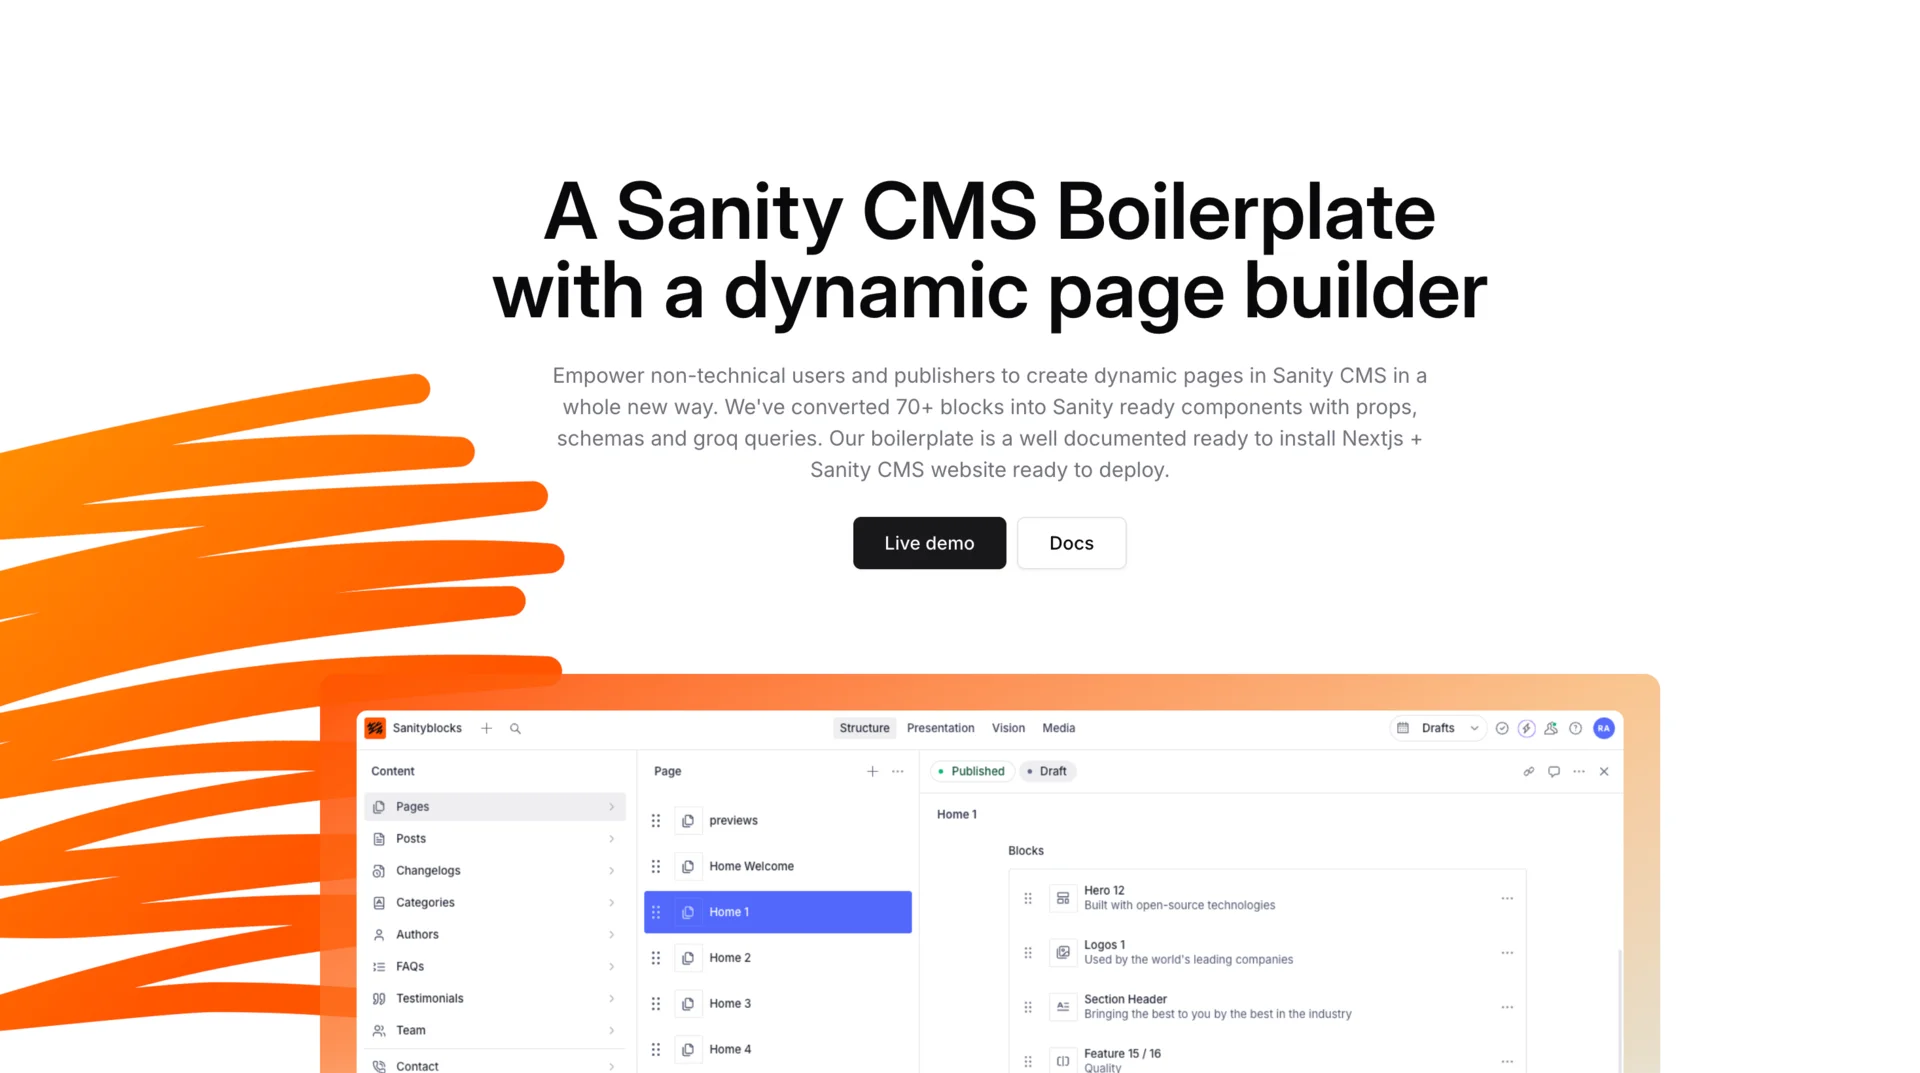 A Sanity CMS Boilerplate
with a dynamic page builder
Empower non-technical users and publishers to create dynamic pages in Sanity CMS in a
whole new way. We've converted 70+ blocks into Sanity ready components with props,
schemas and groq queries. Our boilerplate is a well documented ready to install Nextjs +
Sanity CMS website ready to deploy.
Live demo
Docs
Sanityblocks
Structure
Presentation
Vision
Media
Drafts
RA
Content
Pages
Posts
Changelogs
Categories
Authors
FAQs
Testimonials
Team
Contact
Page
previews
Home Welcome
Home 1
Home 2
Home 3
Home 4
Published
Draft
Home 1
Blocks
Hero 12
Built with open-source technologies
Logos 1
Used by the world's leading companies
Section Header
Bringing the best to you by the best in the industry
Feature 15 / 16
Quality